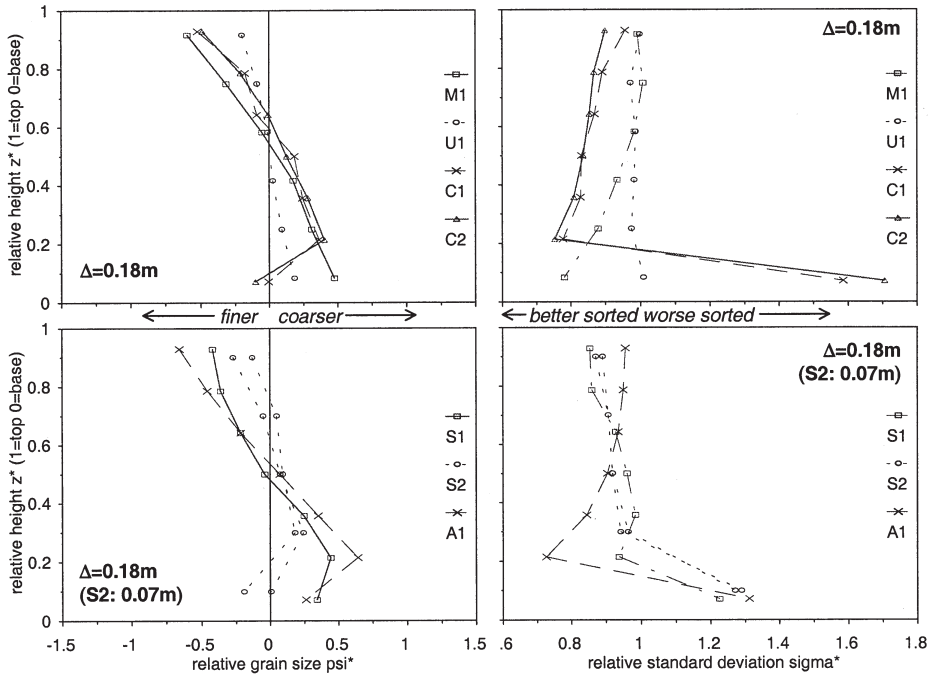 relative height z* (1=top 0=base)
1
0.8
0.6
0.4
0.2
0
Δ=0.18m
M1
U1
C1
C2
Δ=0.18m
M1
U1
C1
C2
finer coarser
better sorted worse sorted
relative height z* (1=top 0=base)
1
0.8
0.6
0.4
0.2
0
Δ=0.18m
(S2: 0.07m)
S1
S2
A1
Δ=0.18m
(S2: 0.07m)
S1
S2
A1
-1.5 -1 -0.5 0 0.5 1 1.5
.6 0.8 1 1.2 1.4 1.6 1.8
relative grain size psi*
relative standard deviation sigma*